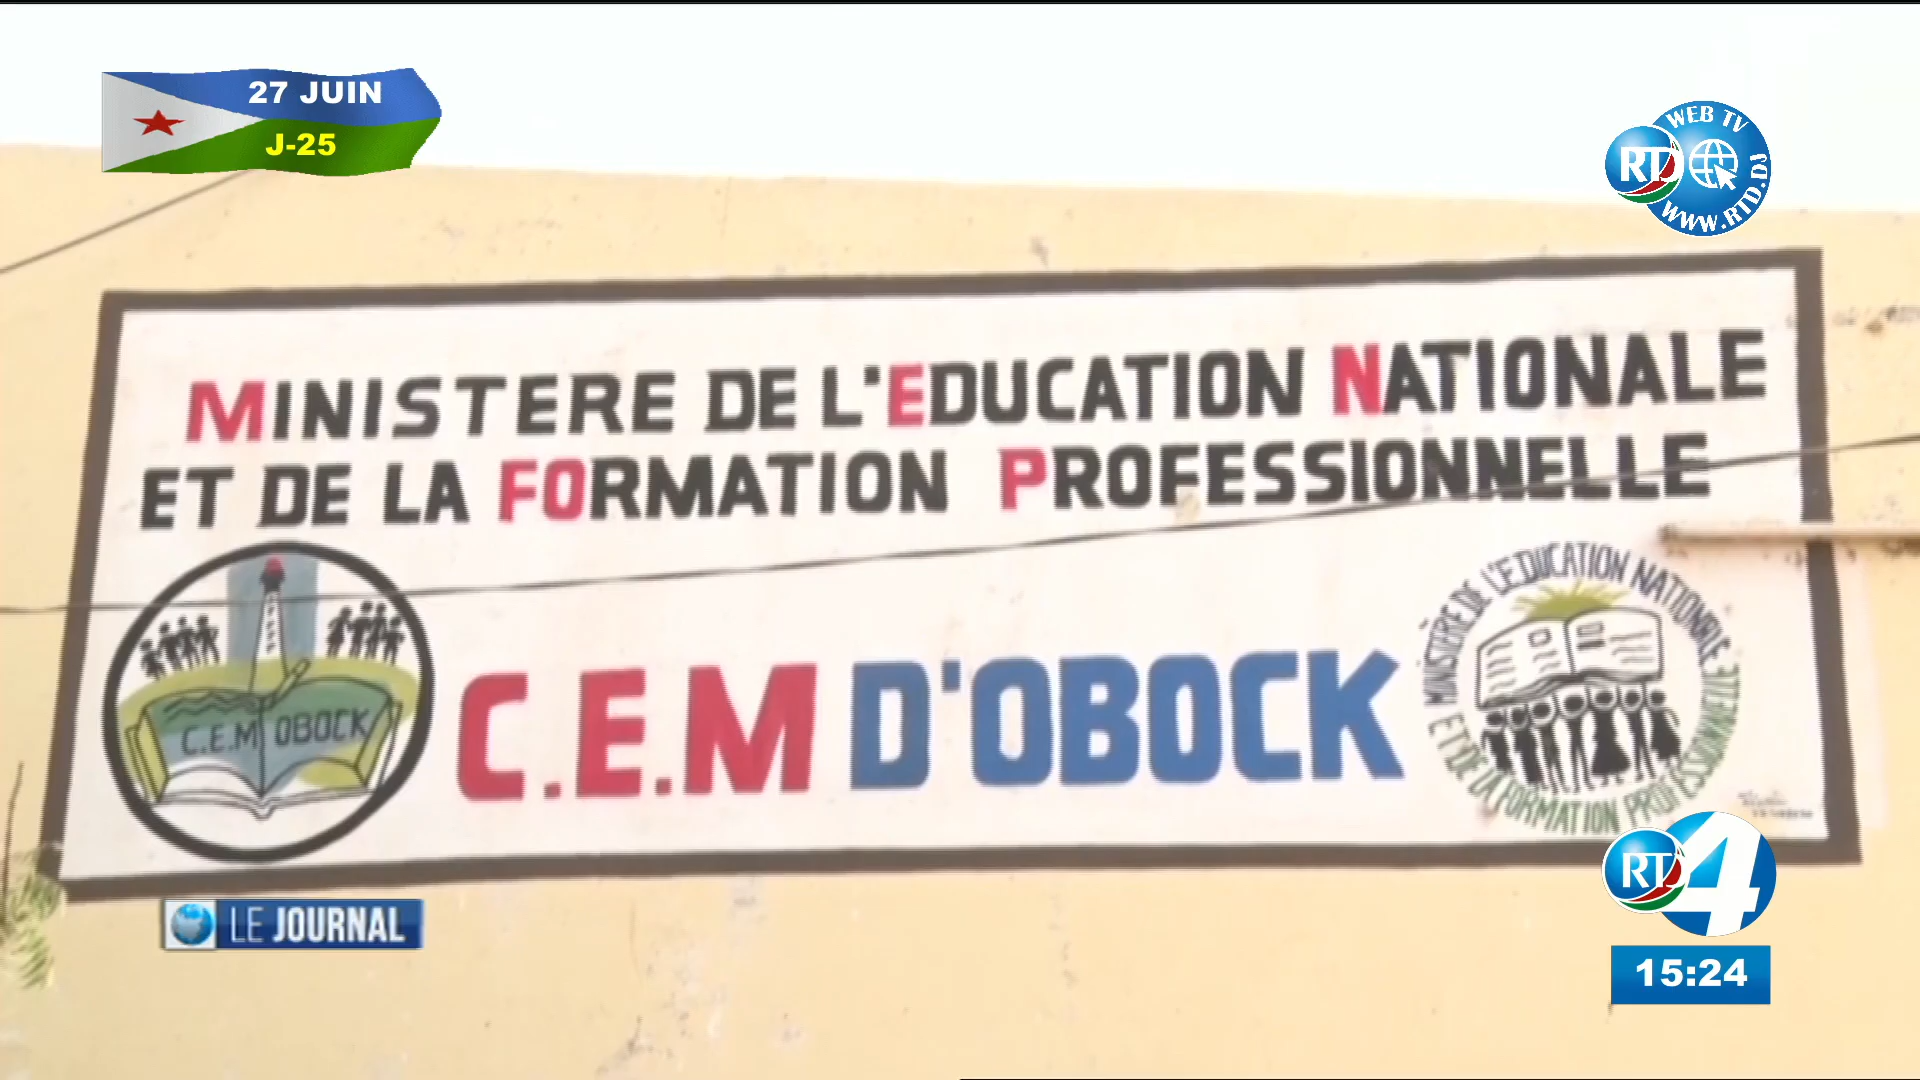 27 JUIN
J-25
WEB TV
RTD
WWW.RTD.DJ
MINISTERE DE L'EDUCATION NATIONALE
ET DE LA FORMATION PROFESSIONNELLE
C.E.M OBOCK
C.E.M D'OBOCK
MINISTÈRE DE L'EDUCATION NATIONALE
ET DE LA FORMATION PROFESSIONNELLE
RTD 4
LE JOURNAL
15:24